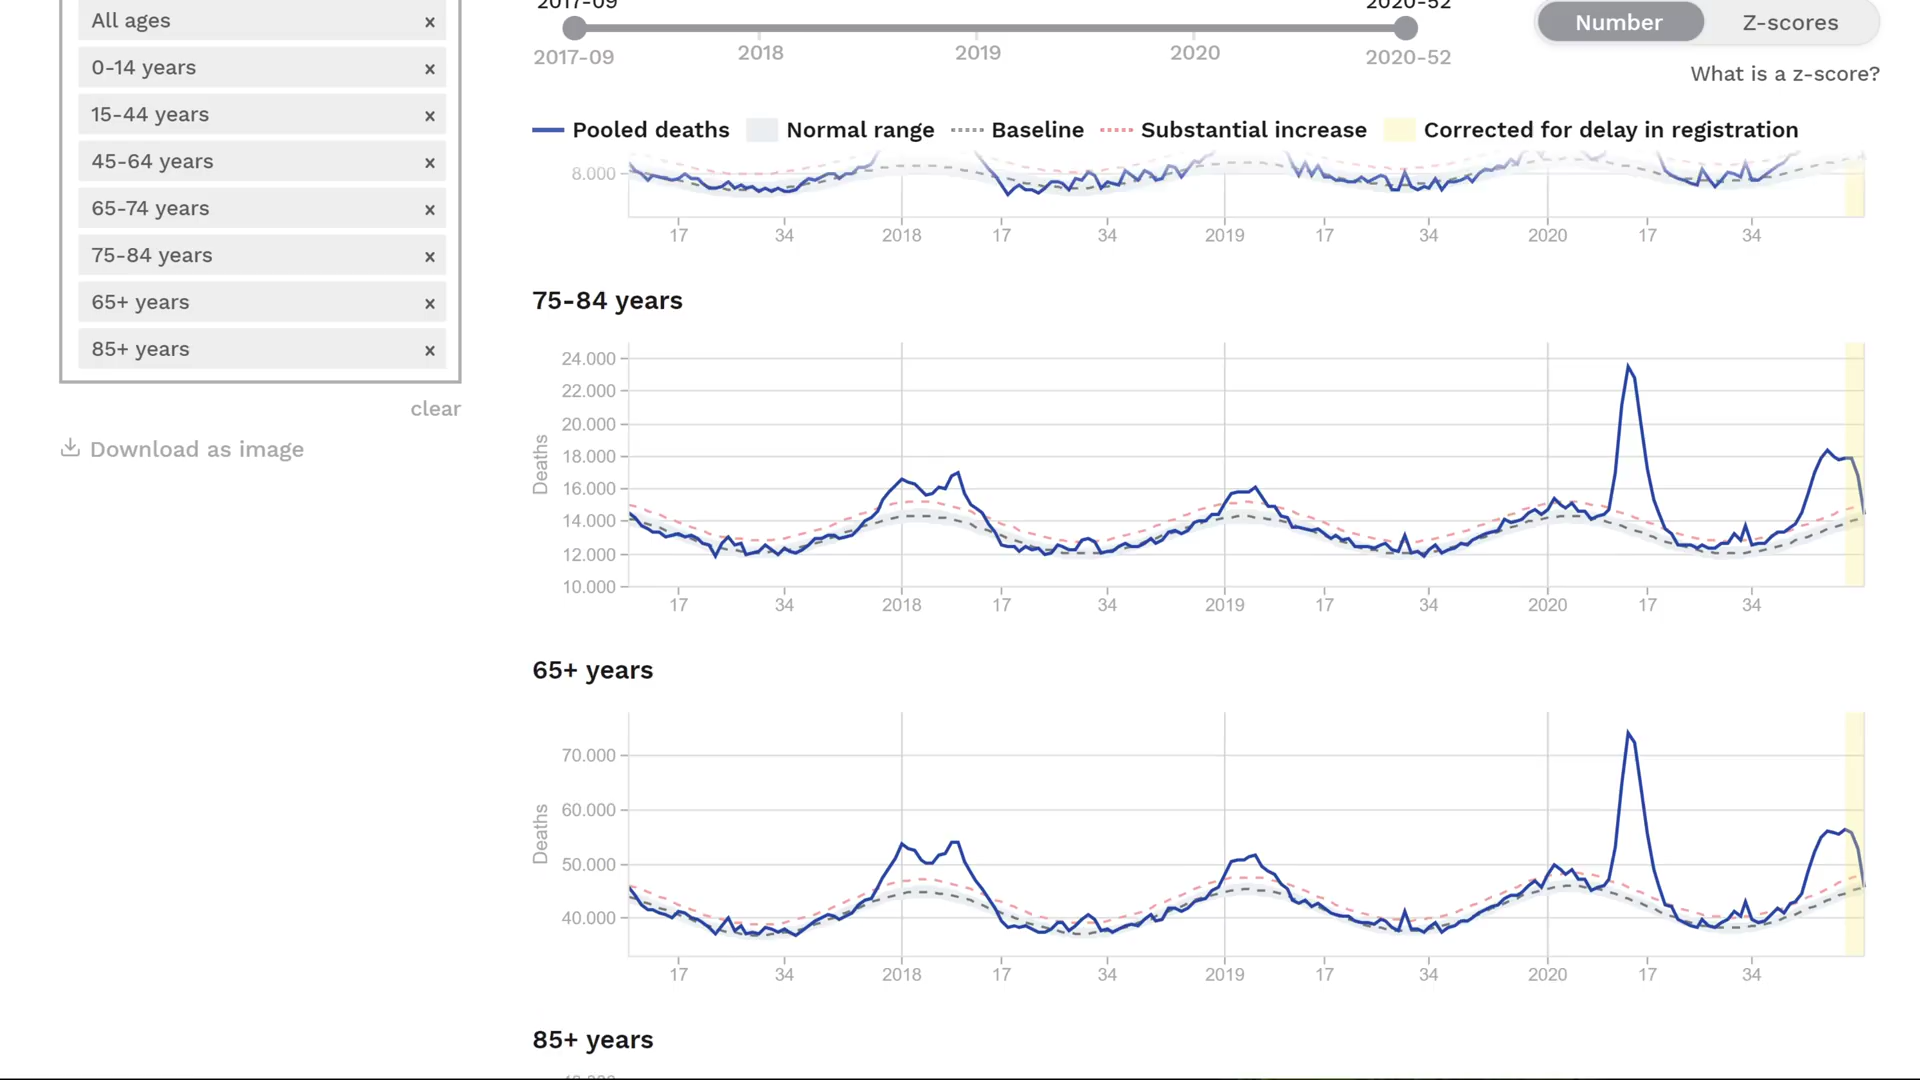 All ages x
0-14 years x
15-44 years x
45-64 years x
65-74 years x
75-84 years x
65+ years x
85+ years x
clear
Download as image
2017-09 2020-52
2017-09 2018 2019 2020 2020-52
Number Z-scores
What is a z-score?
Pooled deaths Normal range Baseline Substantial increase Corrected for delay in registration
8.000
17 34 2018 17 34 2019 17 34 2020 17 34
75-84 years
Deaths
24.000
22.000
20.000
18.000
16.000
14.000
12.000
10.000
17 34 2018 17 34 2019 17 34 2020 17 34
65+ years
Deaths
70.000
60.000
50.000
40.000
17 34 2018 17 34 2019 17 34 2020 17 34
85+ years